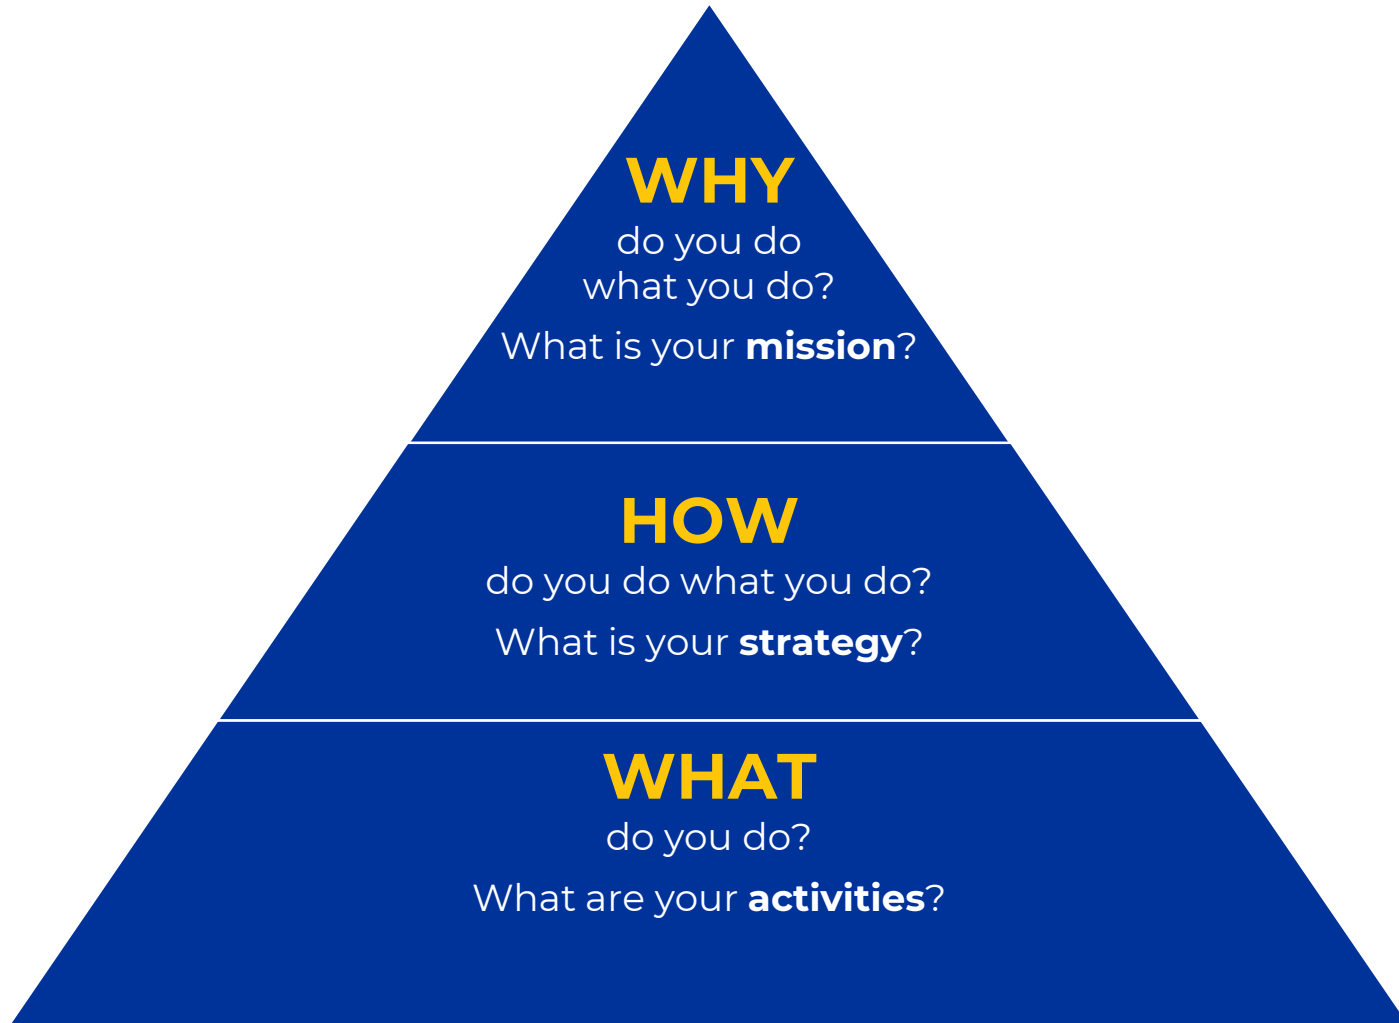 WHY
do you do
what you do?
What is your mission?
HOW
do you do what you do?
What is your strategy?
WHAT
do you do?
What are your activities?